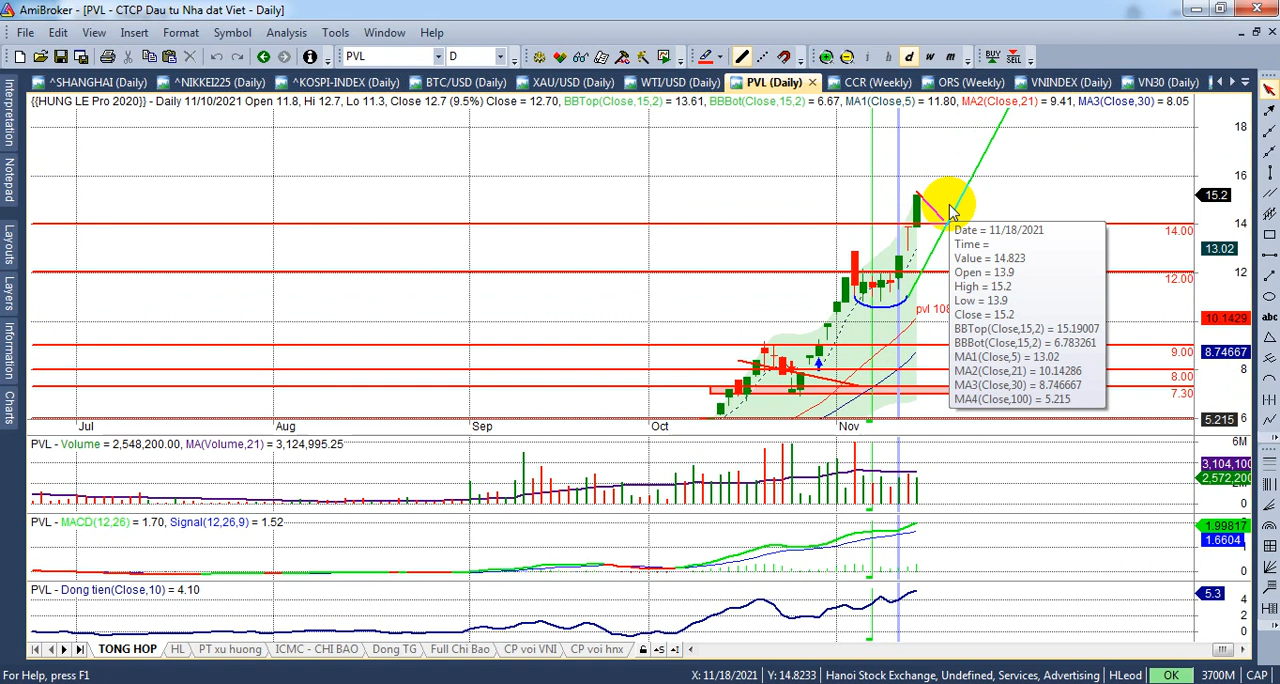 AmiBroker - [PVL - CTCP Dau tu Nha dat Viet - Daily]
File Edit View Insert Format Symbol Analysis Tools Window Help
PVL D i d w m BUY SELL
^SHANGHAI (Daily) ^NIKKEI225 (Daily) ^KOSPI-INDEX (Daily) BTC/USD (Daily) XAU/USD (Daily) WTI/USD (Daily) PVL (Daily) CCR (Weekly) ORS (Weekly) VNINDEX (Daily) VN30 (Daily)
{{HUNG LE Pro 2020}} - Daily 11/10/2021 Open 11.8, Hi 12.7, Lo 11.3, Close 12.7 (9.5%) Close = 12.70, BBTop(Close,15,2) = 13.61, BBBot(Close,15,2) = 6.67, MA1(Close,5) = 11.80, MA2(Close,21) = 9.41, MA3(Close,30) = 8.05
Interpretation
Notepad
Layouts
Layers
Information
Charts
18
16
15.2
14
14.00
13.02
12
12.00
10.1429
9.00
8.74667
8
8.00
7.30
5.215
6
pvl 108
Date = 11/18/2021
Time =
Value = 14.823
Open = 13.9
High = 15.2
Low = 13.9
Close = 15.2
BBTop(Close,15,2) = 15.19007
BBBot(Close,15,2) = 6.783261
MA1(Close,5) = 13.02
MA2(Close,21) = 10.14286
MA3(Close,30) = 8.746667
MA4(Close,100) = 5.215
Jul Aug Sep Oct Nov
PVL - Volume = 2,548,200.00, MA(Volume,21) = 3,124,995.25
6M
3,104,100
2,572,200
0
PVL - MACD(12,26) = 1.70, Signal(12,26,9) = 1.52
1.99817
1.6604
0
PVL - Dong tien(Close,10) = 4.10
5.3
4
2
0
TONG HOP HL PT xu huong ICMC - CHI BAO Dong TG Full Chi Bao CP voi VNI CP voi hnx
abc
For Help, press F1 X: 11/18/2021 Y: 14.8233 Hanoi Stock Exchange, Undefined, Services, Advertising HLeod OK 3700M CAP